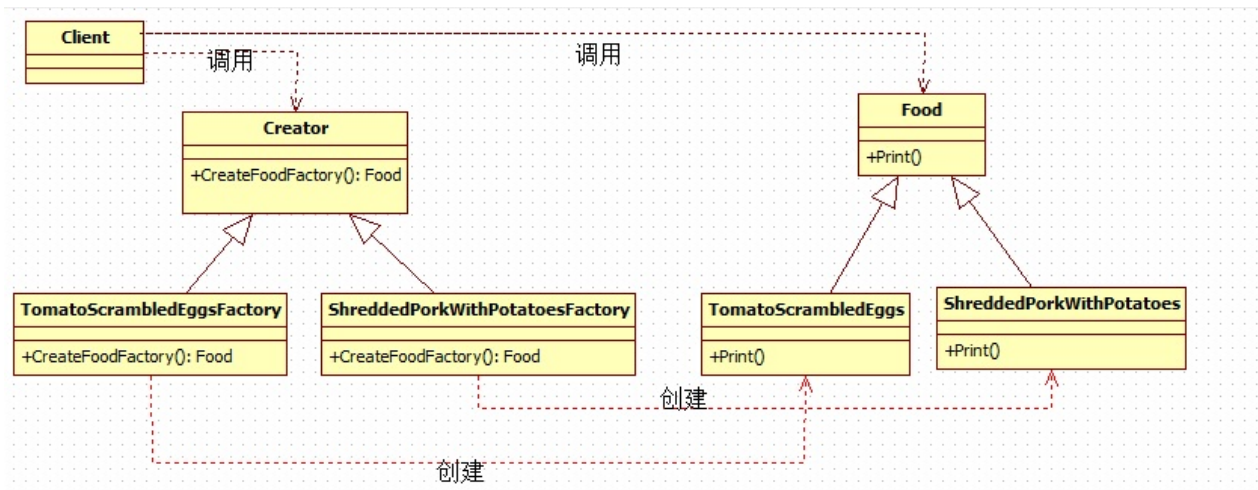 Client
调用
调用
Creator
+CreateFoodFactory(): Food
Food
+Print()
TomatoScrambledEggsFactory
+CreateFoodFactory(): Food
ShreddedPorkWithPotatoesFactory
+CreateFoodFactory(): Food
TomatoScrambledEggs
+Print()
ShreddedPorkWithPotatoes
+Print()
创建
创建